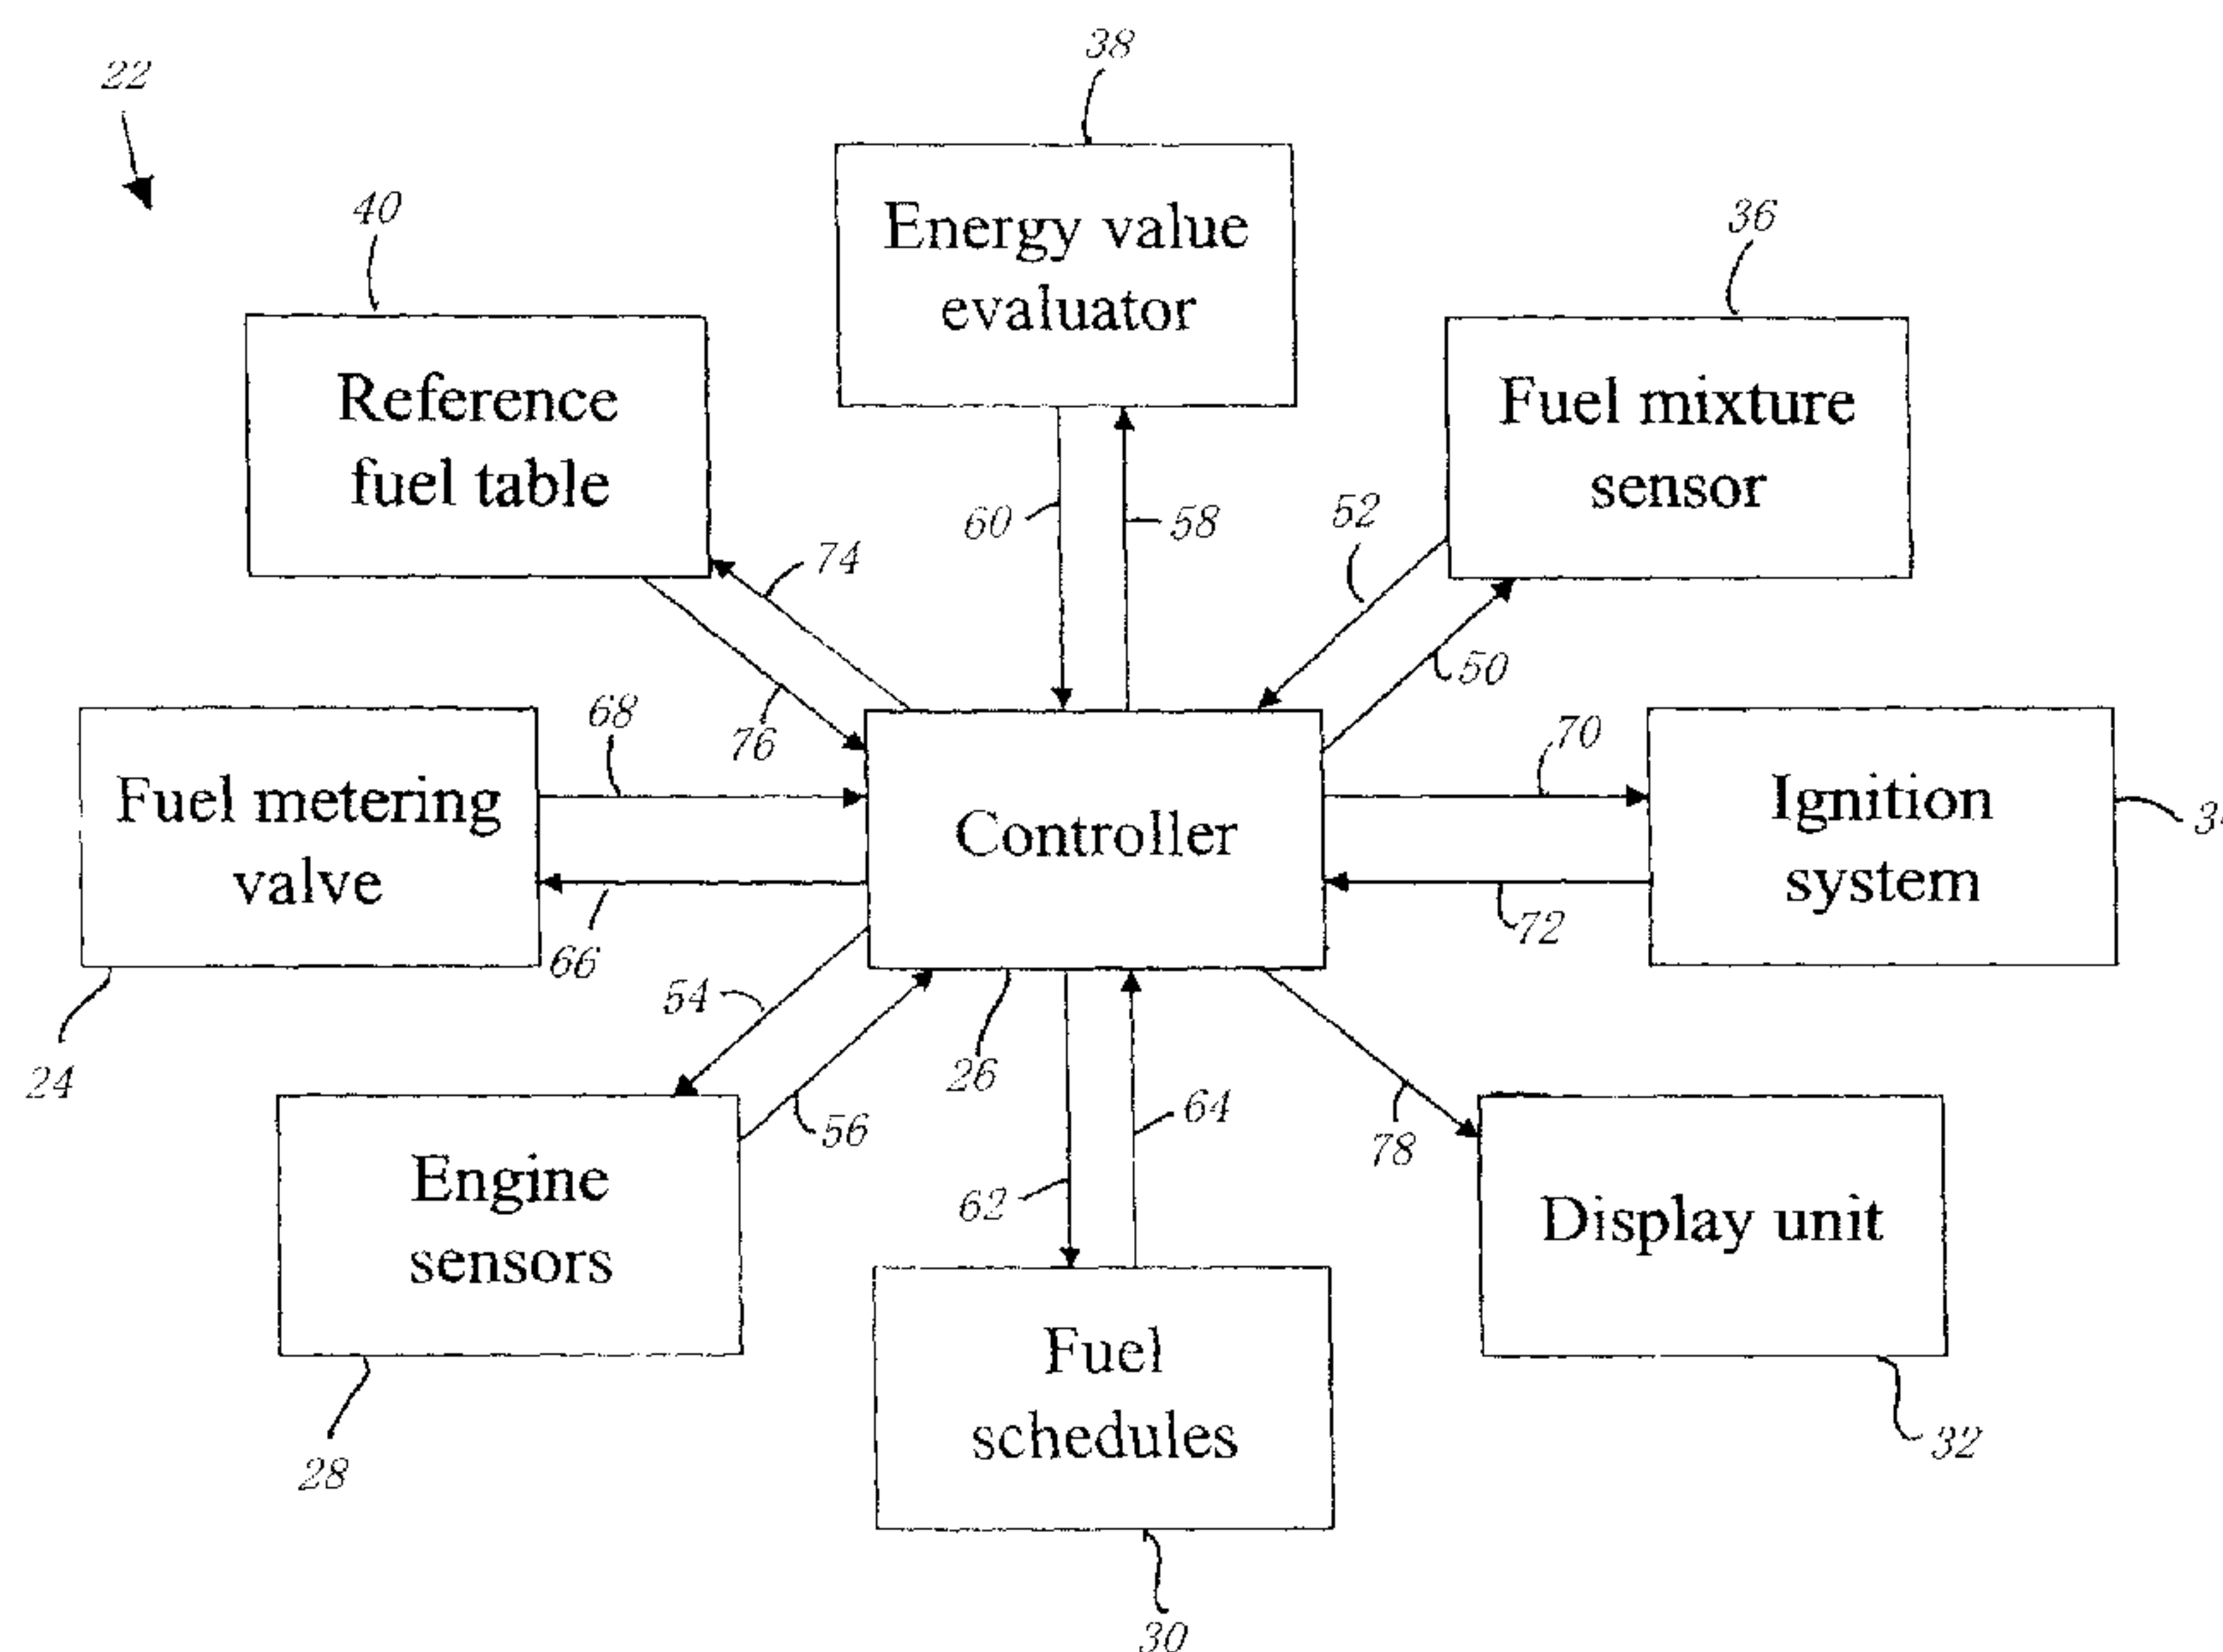 22
38
40
36
Energy value
evaluator
Reference
fuel table
Fuel mixture
sensor
60
58
52
74
50
68
76
70
Fuel metering
valve
Controller
Ignition
system
66
72
54
24
26
56
64
78
62
Engine
sensors
Display unit
Fuel
schedules
28
32
30